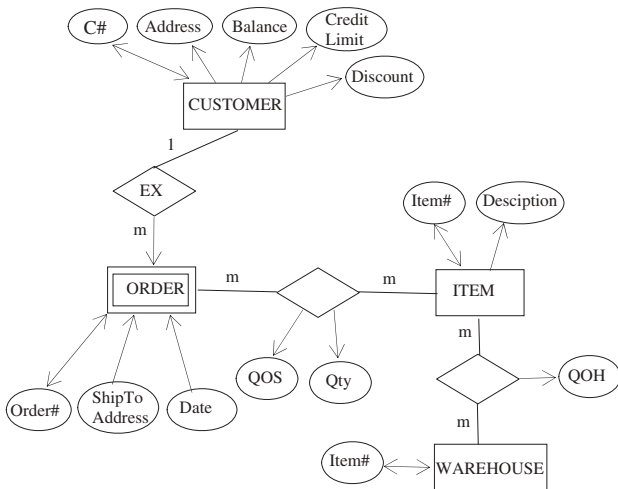 C#
Address
Balance
Credit
Limit
Discount
CUSTOMER
1
EX
m
Item#
Desciption
ORDER
m
m
ITEM
m
QOS
Qty
QOH
Order#
ShipTo
Address
Date
m
Item#
WAREHOUSE